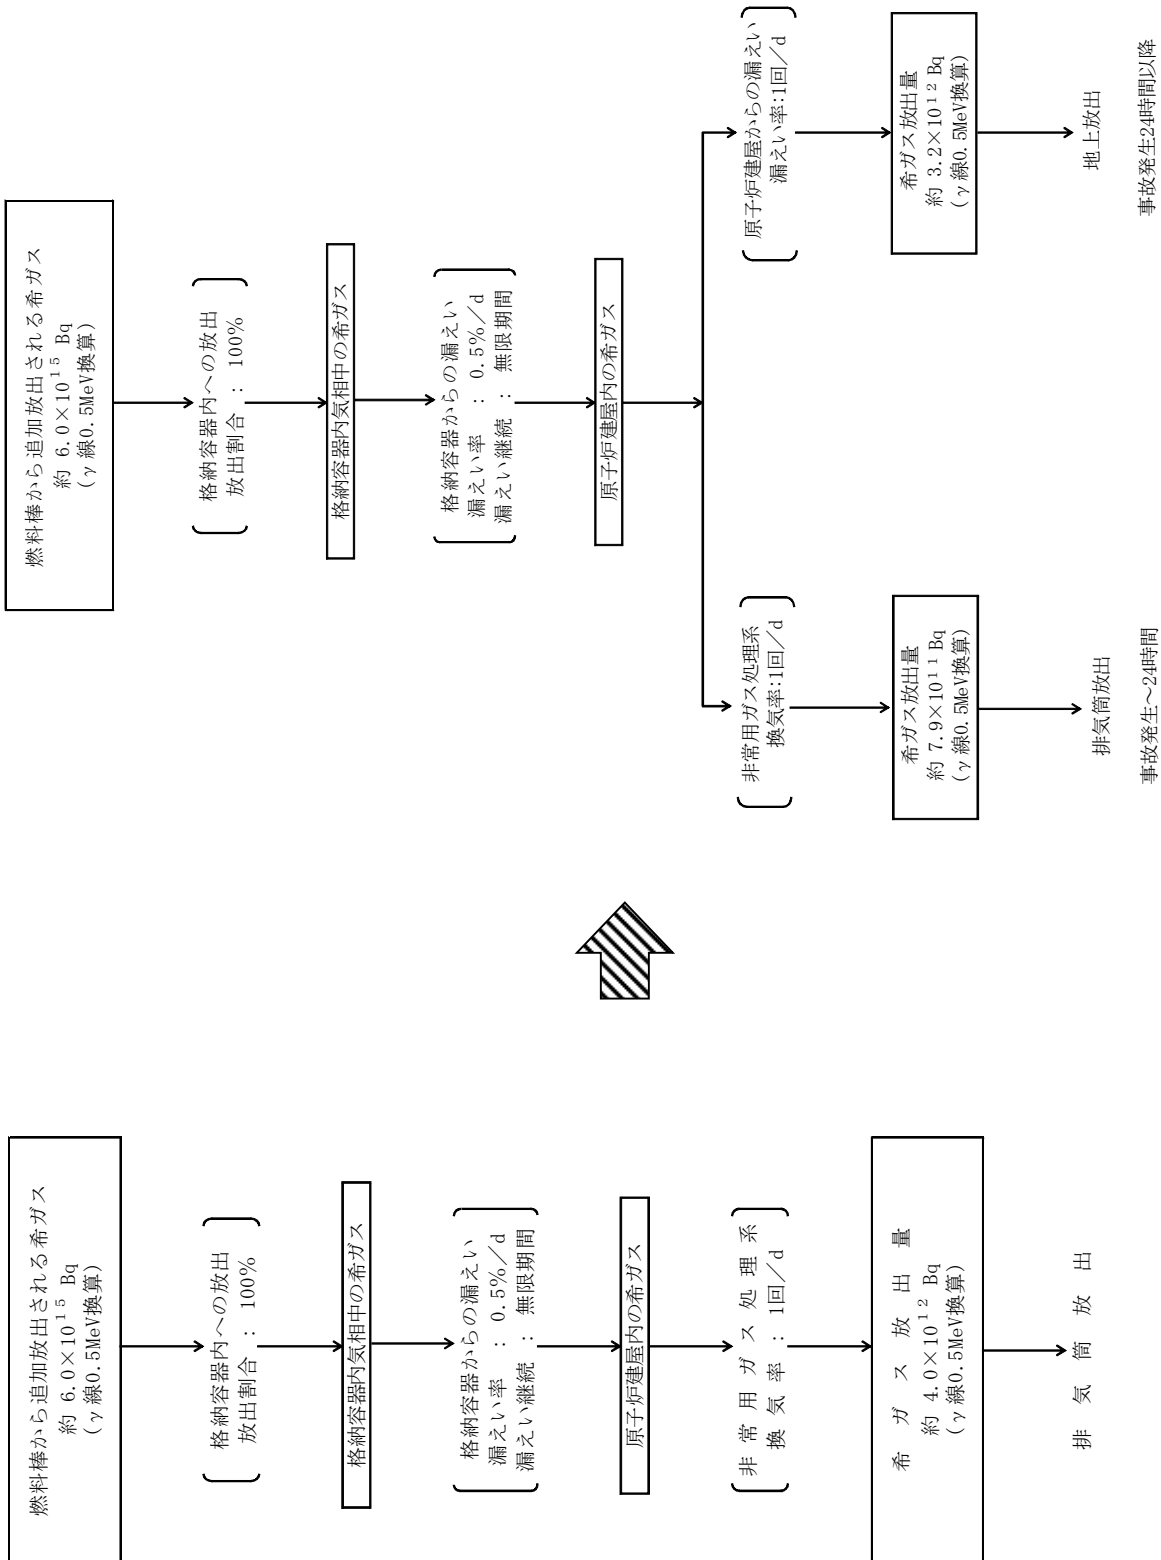 燃料棒から追加放出される希ガス
約 6.0×10¹⁵ Bq
(γ線0.5MeV換算)
格納容器内への放出
放出割合 : 100%
格納容器内気相中の希ガス
格納容器からの漏えい
漏えい率 : 0.5%/d
漏えい継続 : 無限期間
原子炉建屋内の希ガス
非常用ガス処理系
換気率 : 1回/d
希ガス放出量
約 4.0×10¹² Bq
(γ線0.5MeV換算)
排気筒放出
燃料棒から追加放出される希ガス
約 6.0×10¹⁵ Bq
(γ線0.5MeV換算)
格納容器内への放出
放出割合 : 100%
格納容器内気相中の希ガス
格納容器からの漏えい
漏えい率 : 0.5%/d
漏えい継続 : 無限期間
原子炉建屋内の希ガス
非常用ガス処理系
換気率:1回/d
希ガス放出量
約 7.9×10¹¹ Bq
(γ線0.5MeV換算)
排気筒放出
事故発生~24時間
原子炉建屋からの漏えい
漏えい率:1回/d
希ガス放出量
約 3.2×10¹² Bq
(γ線0.5MeV換算)
地上放出
事故発生24時間以降